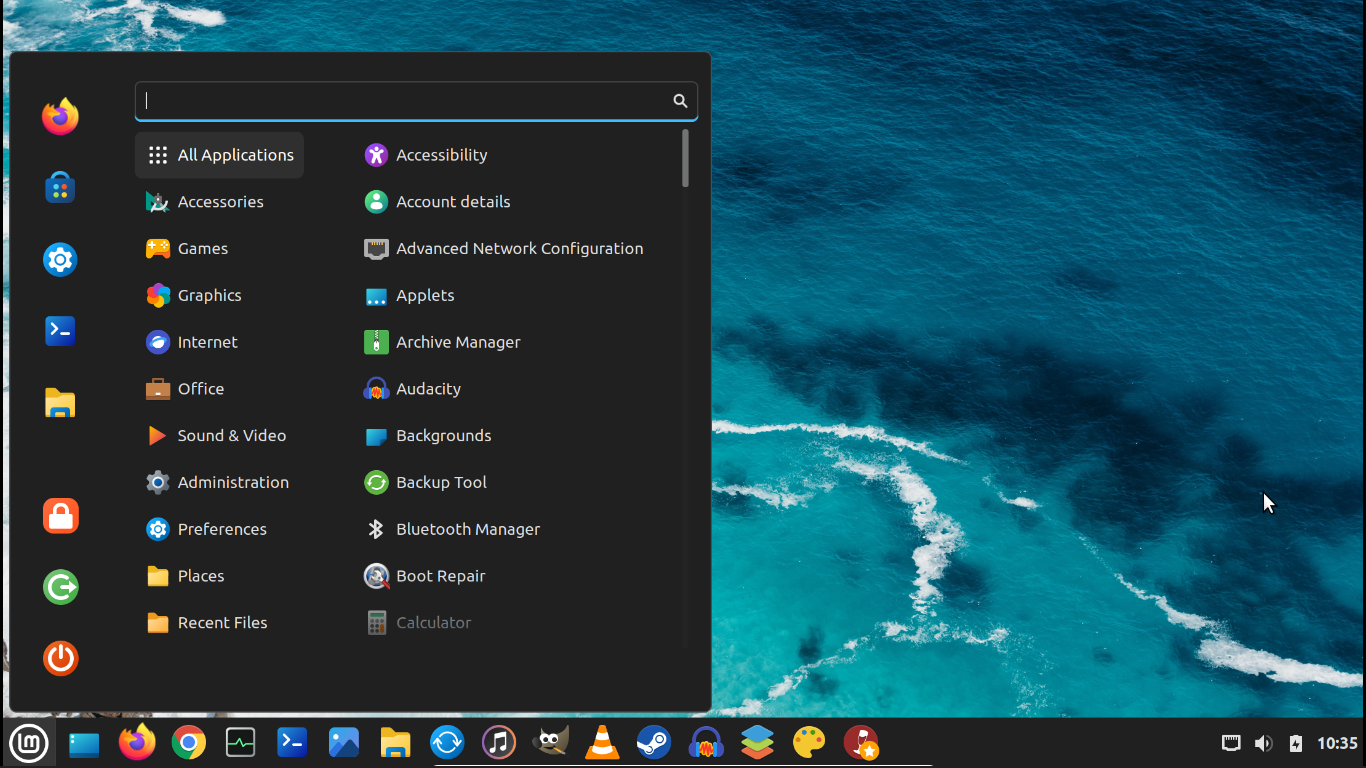 All Applications
Accessories
Games
Graphics
Internet
Office
Sound & Video
Administration
Preferences
Places
Recent Files
Accessibility
Account details
Advanced Network Configuration
Applets
Archive Manager
Audacity
Backgrounds
Backup Tool
Bluetooth Manager
Boot Repair
Calculator
10:35